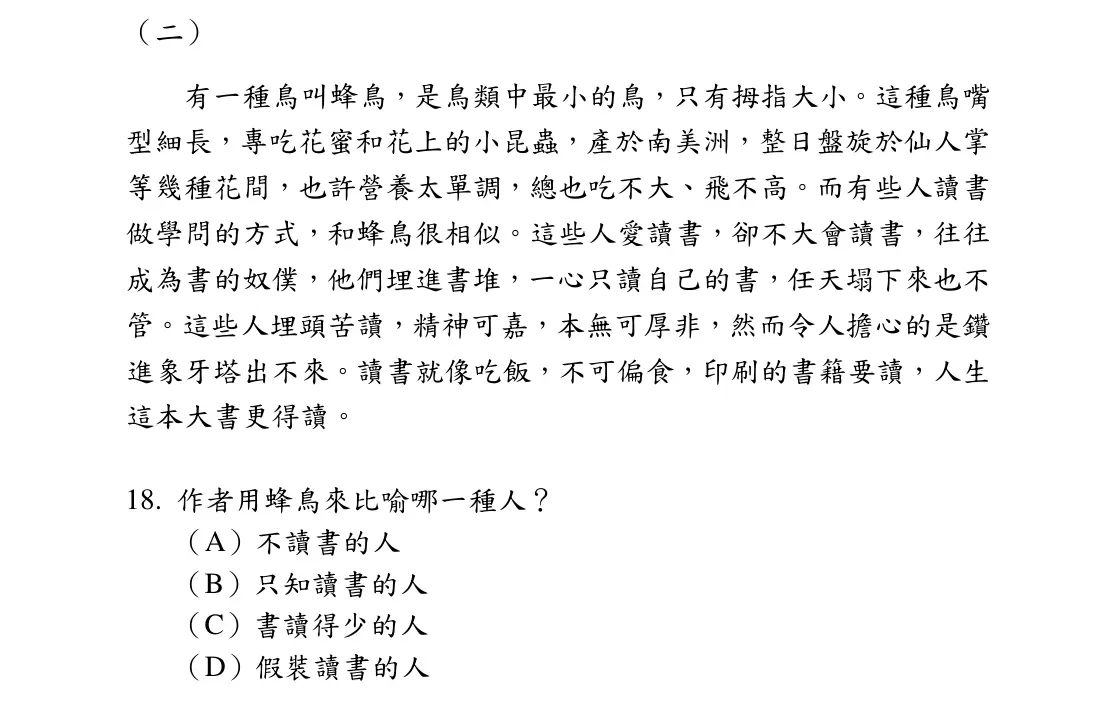 （二）
有一種鳥叫蜂鳥，是鳥類中最小的鳥，只有拇指大小。這種鳥嘴
型細長，專吃花蜜和花上的小昆蟲，產於南美洲，整日盤旋於仙人掌
等幾種花間，也許營養太單調，總也吃不大、飛不高。而有些人讀書
做學問的方式，和蜂鳥很相似。這些人愛讀書，卻不大會讀書，往往
成為書的奴僕，他們埋進書堆，一心只讀自己的書，任天塌下來也不
管。這些人埋頭苦讀，精神可嘉，本無可厚非，然而令人擔心的是鑽
進象牙塔出不來。讀書就像吃飯，不可偏食，印刷的書籍要讀，人生
這本大書更得讀。
18. 作者用蜂鳥來比喻哪一種人？
（A）不讀書的人
（B）只知讀書的人
（C）書讀得少的人
（D）假裝讀書的人